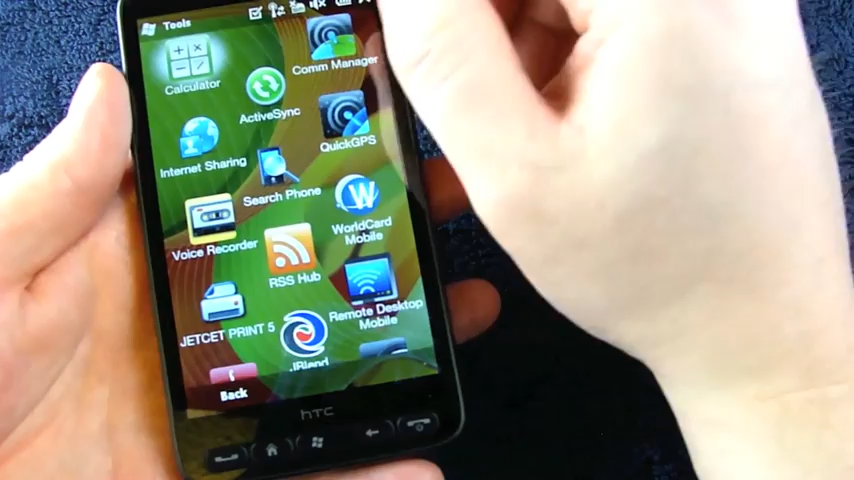 Tools
Calculator
Comm Manager
ActiveSync
Internet Sharing
QuickGPS
Search Phone
Voice Recorder
WorldCard
Mobile
RSS Hub
JETCET PRINT 5
Remote Desktop
Mobile
JBlend
Back
hTC